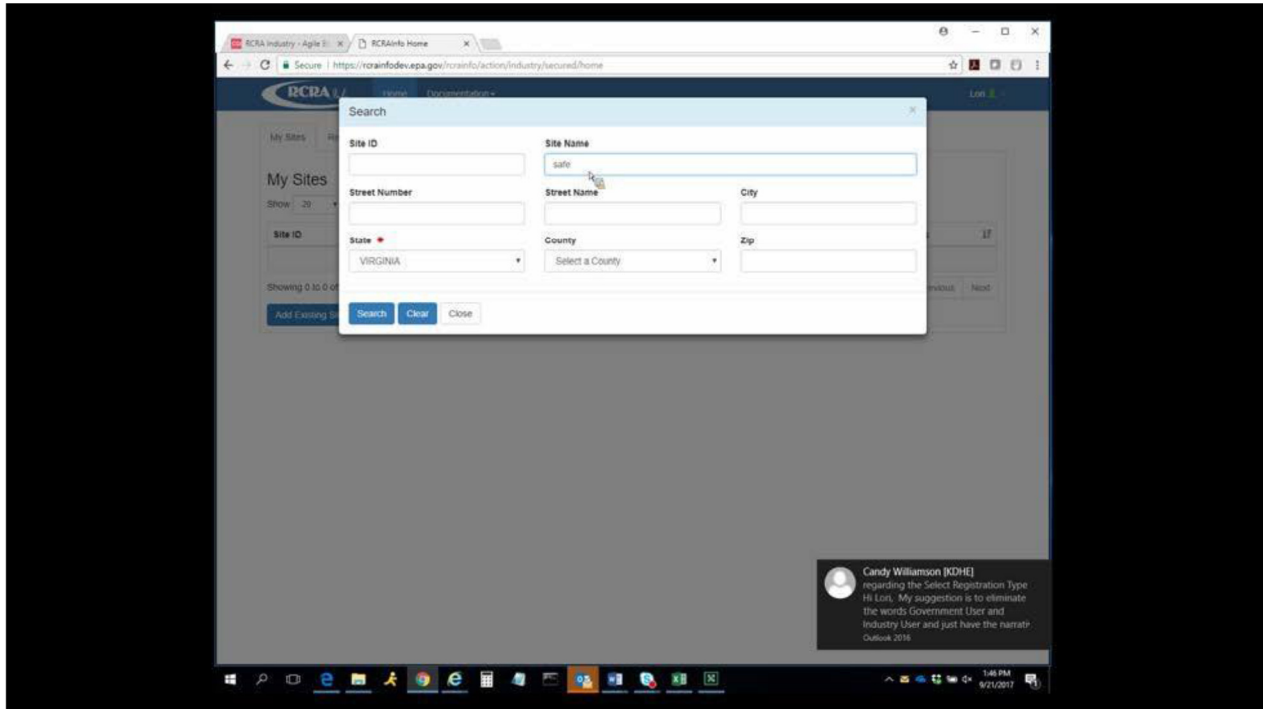 RCRA Industry - Agile E
RCRAInfo Home
Secure | https://rcrainfodev.epa.gov/rcrainfo/action/industry/secured/home
RCRA
Home
Documentation
Lori
Search
My Sites
Site ID
Site Name
safe
My Sites
Street Number
Street Name
City
Show 20
Site ID
State
County
Zip
VIRGINIA
Select a County
Showing 0 to 0 of
Next
Add Existing Si
Search
Clear
Close
Candy Williamson [KDHE]
regarding the Select Registration Type
Hi Lori, My suggestion is to eliminate
the words Government User and
Industry User and just have the narrati
Outlook 2016
1:46 PM
9/21/2017